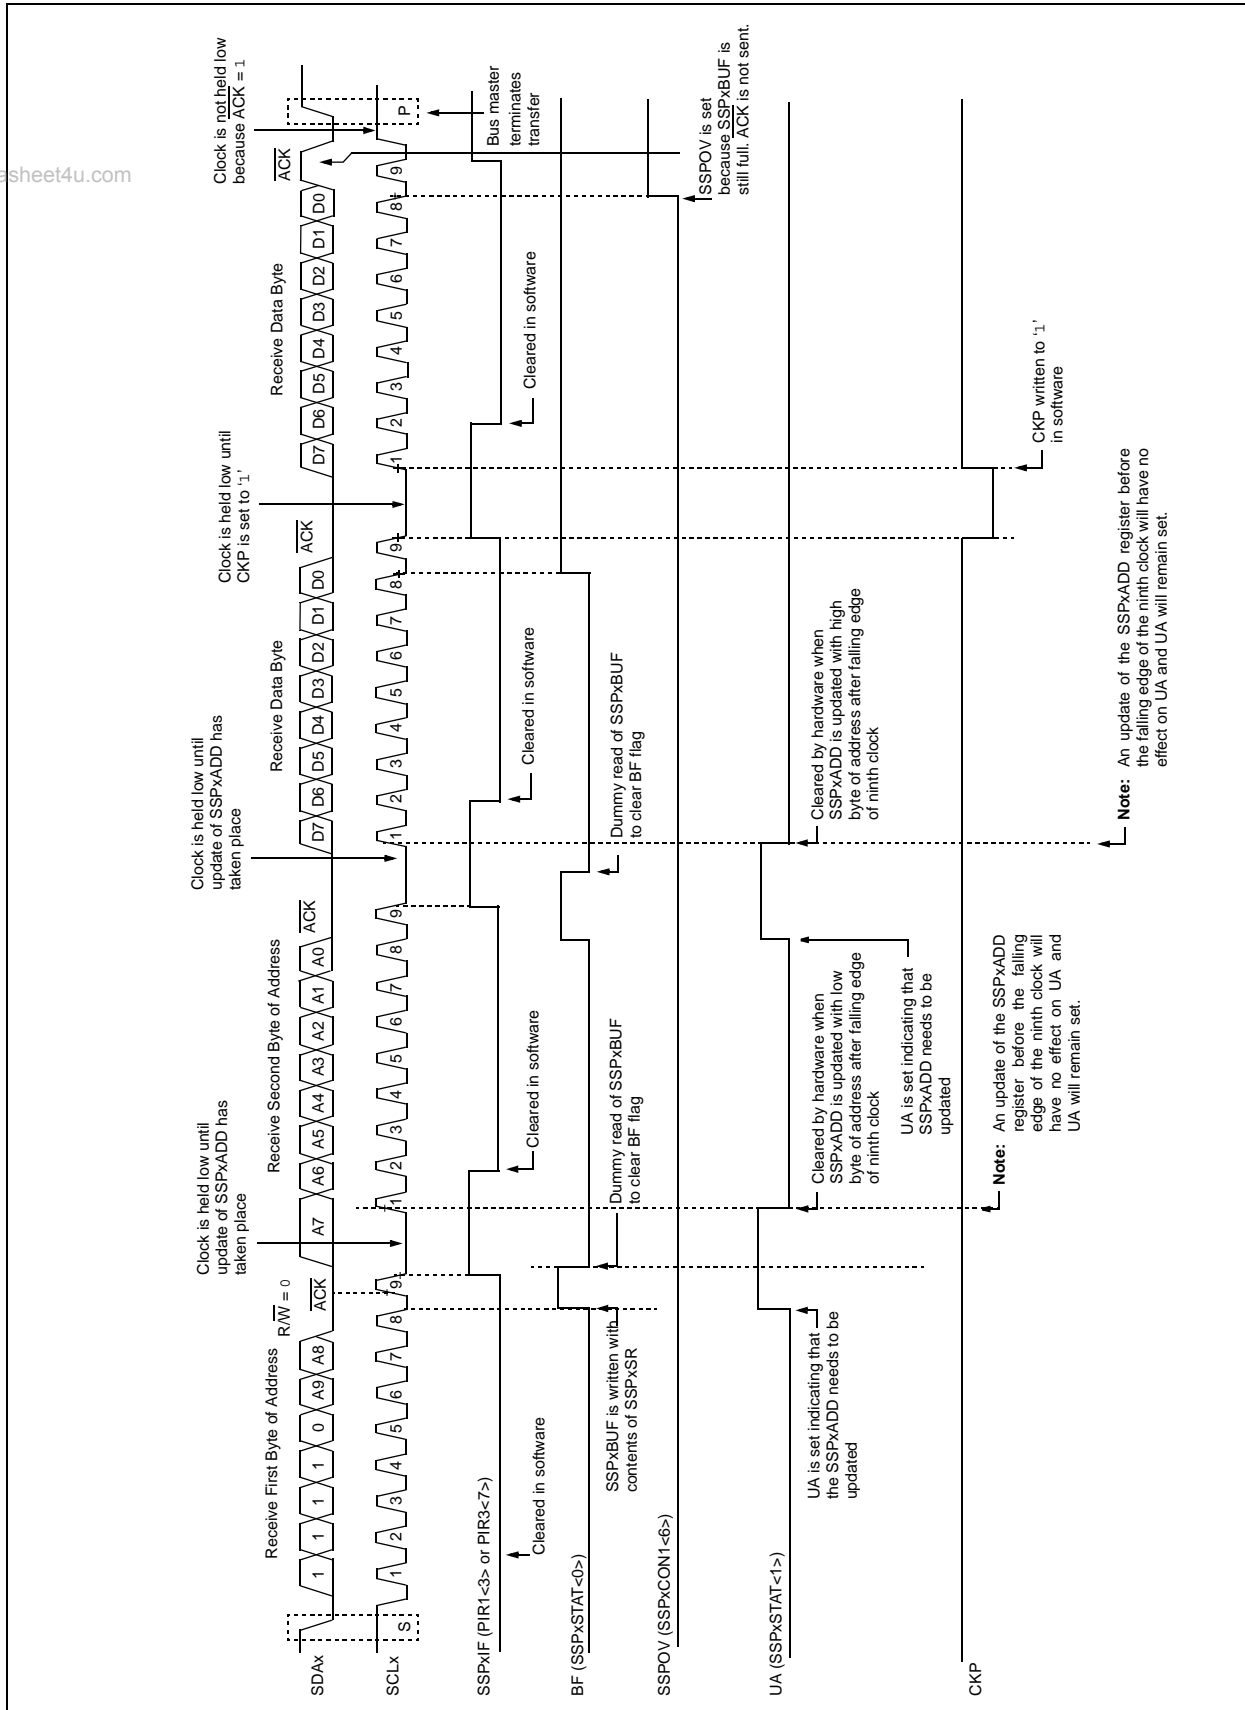 asheet4u.com
Receive First Byte of Address
R/W = 0
ACK
Clock is held low until
update of SSPxADD has
taken place
Receive Second Byte of Address
ACK
Clock is held low until
update of SSPxADD has
taken place
Receive Data Byte
ACK
Clock is held low until
CKP is set to ‘1’
Receive Data Byte
ACK
Clock is not held low
because ACK = 1
SDAx
1 1 1 1 0 A9 A8 A7 A6 A5 A4 A3 A2 A1 A0 D7 D6 D5 D4 D3 D2 D1 D0 D7 D6 D5 D4 D3 D2 D1 D0
SCLx
S 1 2 3 4 5 6 7 8 9 1 2 3 4 5 6 7 8 9 1 2 3 4 5 6 7 8 9 1 2 3 4 5 6 7 8 9 P
Bus master
terminates
transfer
SSPxIF (PIR1<3> or PIR3<7>)
Cleared in software
Cleared in software
Cleared in software
Cleared in software
BF (SSPxSTAT<0>)
SSPxBUF is written with
contents of SSPxSR
Dummy read of SSPxBUF
to clear BF flag
Dummy read of SSPxBUF
to clear BF flag
SSPOV (SSPxCON1<6>)
SSPOV is set
because SSPxBUF is
still full. ACK is not sent.
UA (SSPxSTAT<1>)
UA is set indicating that
the SSPxADD needs to be
updated
Cleared by hardware when
SSPxADD is updated with low
byte of address after falling edge
of ninth clock
UA is set indicating that
SSPxADD needs to be
updated
Cleared by hardware when
SSPxADD is updated with high
byte of address after falling edge
of ninth clock
CKP
CKP written to ‘1’
in software
Note: An update of the SSPxADD
register before the falling
edge of the ninth clock will
have no effect on UA and
UA will remain set.
Note: An update of the SSPxADD register before
the falling edge of the ninth clock will have no
effect on UA and UA will remain set.